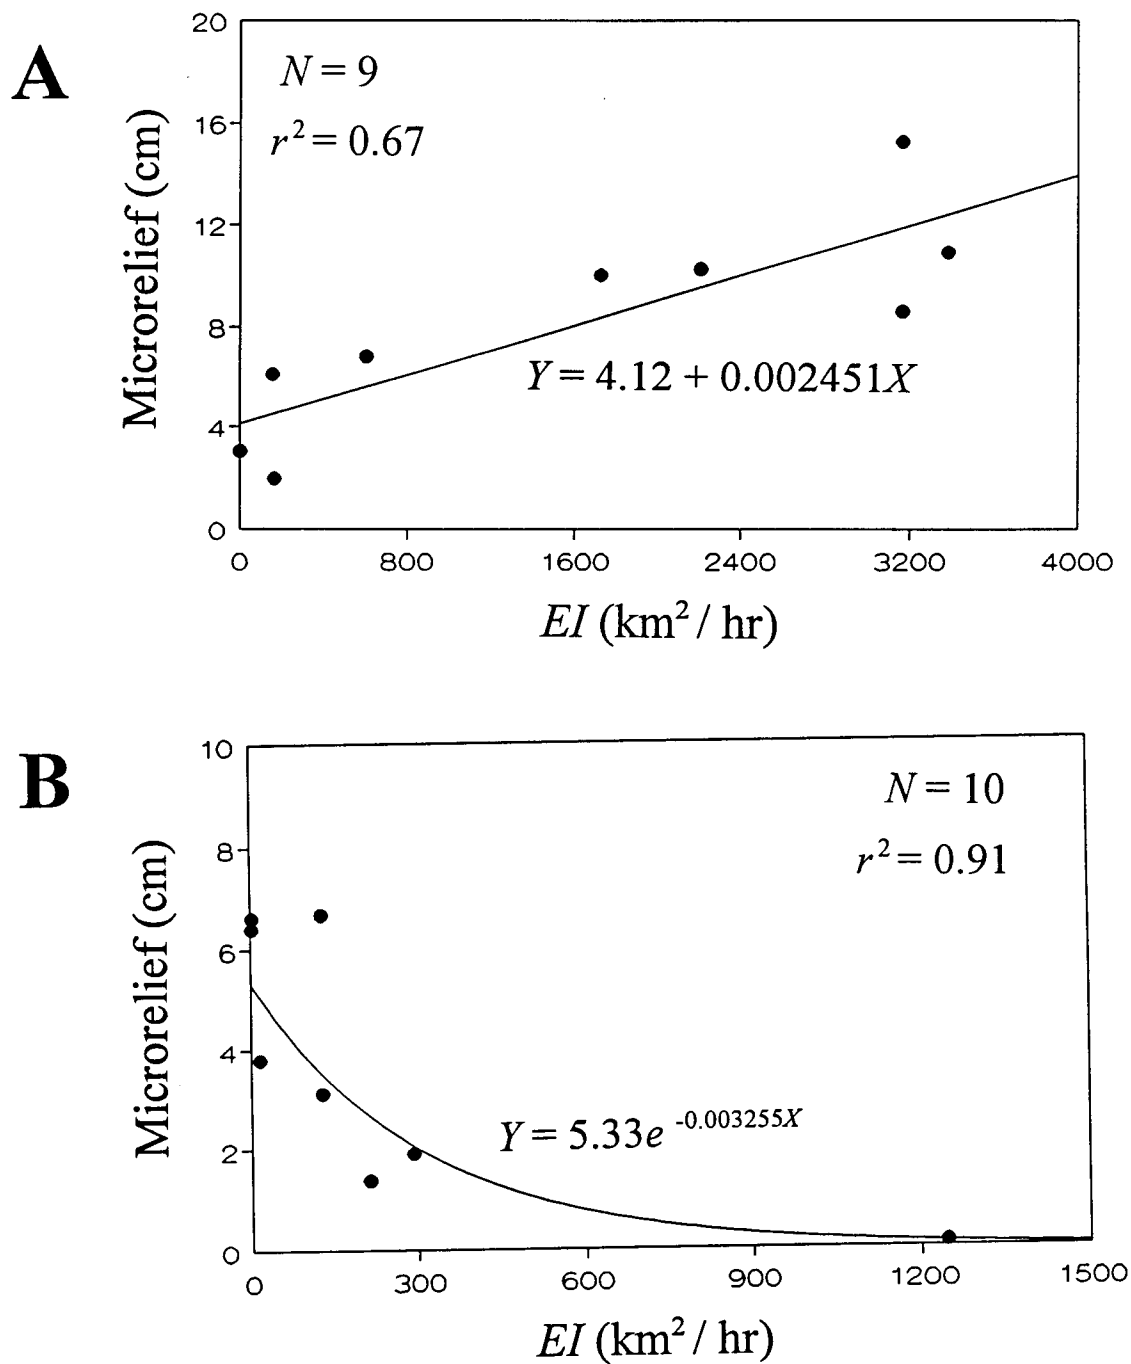 A
20
16
12
8
4
0
Microrelief (cm)
N = 9
r² = 0.67
Y = 4.12 + 0.002451X
0 800 1600 2400 3200 4000
EI (km² / hr)
B
10
8
6
4
2
0
Microrelief (cm)
N = 10
r² = 0.91
Y = 5.33e -0.003255X
0 300 600 900 1200 1500
EI (km² / hr)